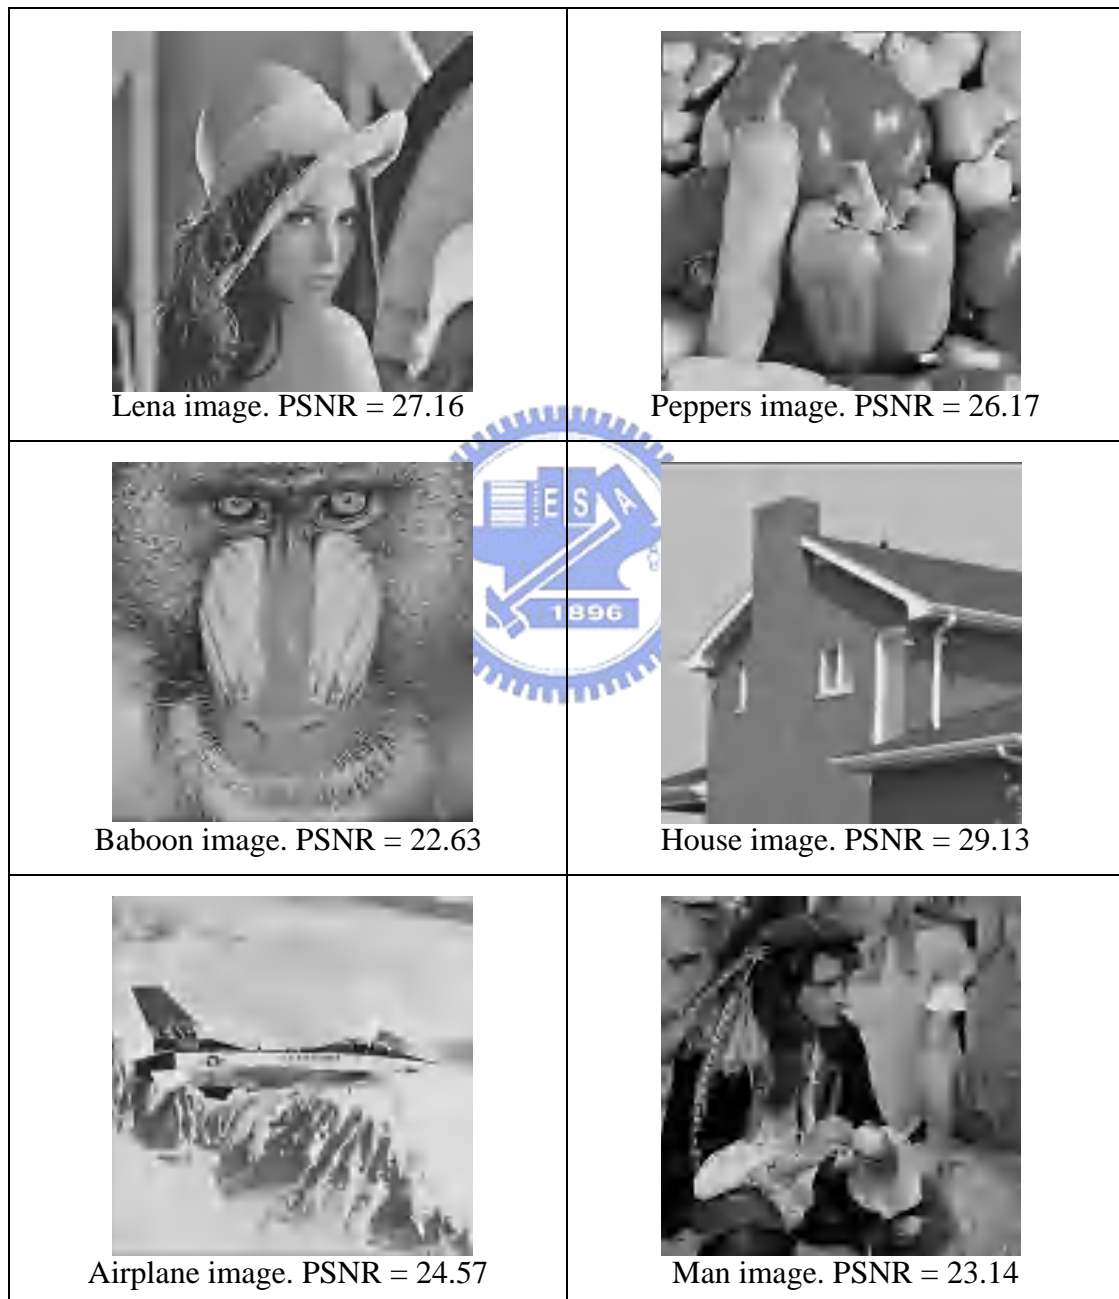 Lena image. PSNR = 27.16
Peppers image. PSNR = 26.17
E S A
1896
Baboon image. PSNR = 22.63
House image. PSNR = 29.13
Airplane image. PSNR = 24.57
Man image. PSNR = 23.14